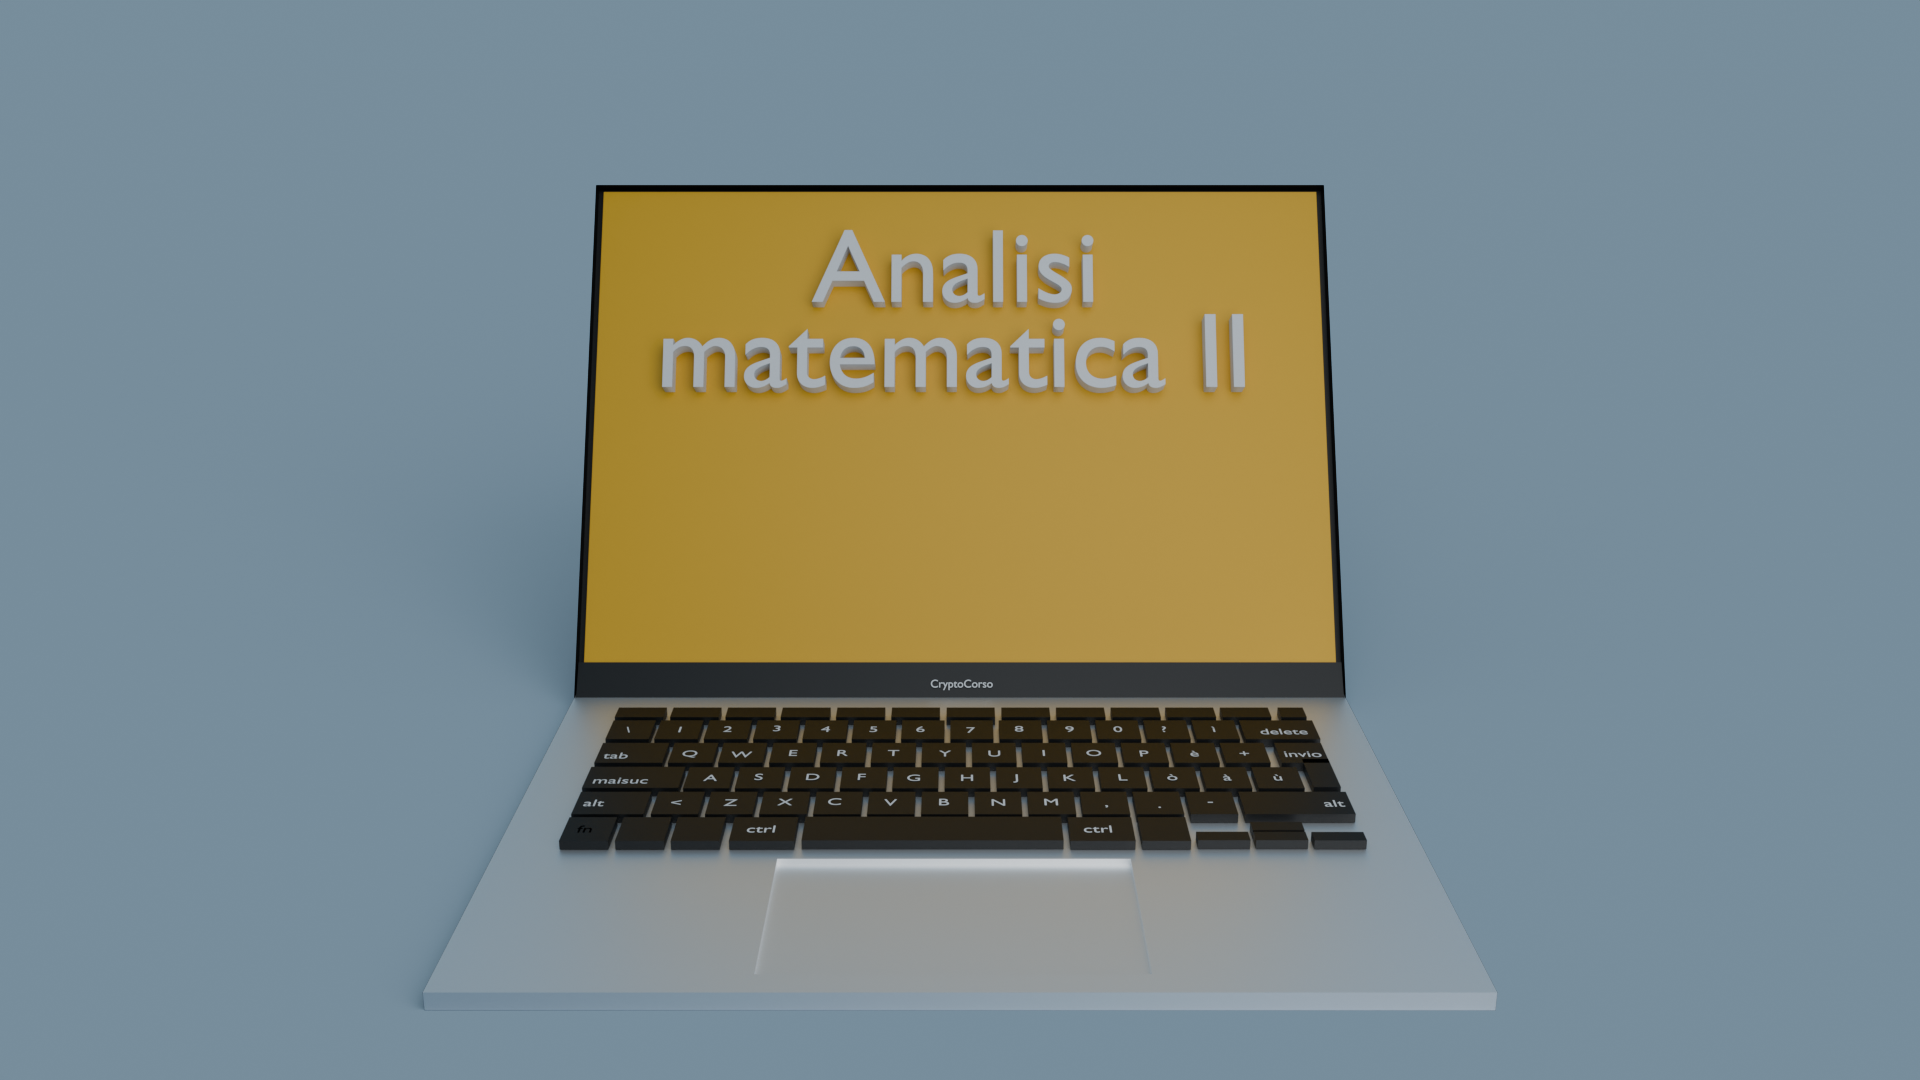 Analisi
matematica II
CryptoCorso
\ 1 2 3 4 5 6 7 8 9 0 ? ì delete
tab Q W E R T Y U I O P è + invio
maiusc A S D F G H J K L ò à ù
alt < Z X C V B N M , . - alt
fn ctrl ctrl